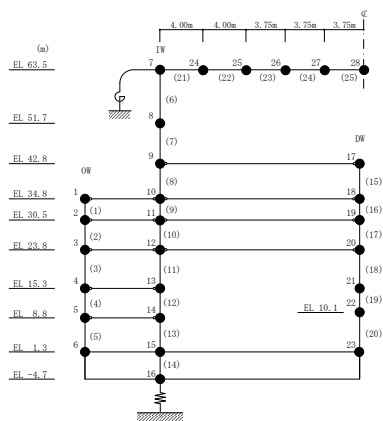 ℄
4.00m 4.00m 3.75m 3.75m 3.75m
(m) IW
EL 63.5 7 24 25 26 27 28
(21) (22) (23) (24) (25)
(6)
EL 51.7 8
(7)
DW
EL 42.8 9 17
OW (8) (15)
EL 34.8 1 10 18
(1) (9) (16)
EL 30.5 2 11 19
(2) (10) (17)
EL 23.8 3 12 20
(3) (11) (18)
EL 15.3 4 13 21
(4) (12) (19)
EL 10.1 22
EL 8.8 5 14
(5) (13) (20)
EL 1.3 6 15 23
(14)
EL -4.7 16